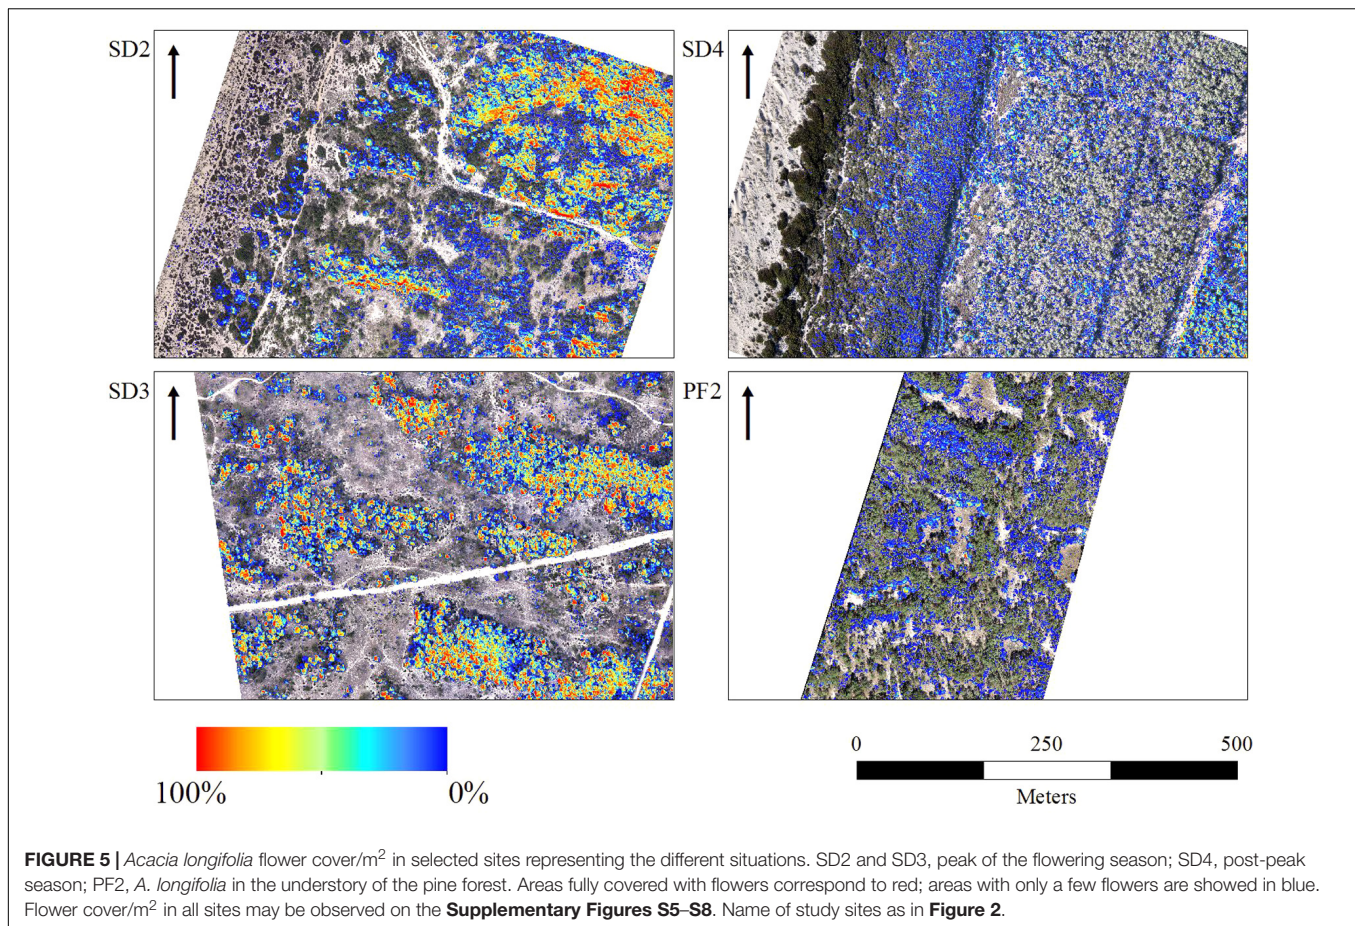 SD2
SD4
SD3
PF2
100%
0%
0
250
500
Meters
FIGURE 5 | Acacia longifolia flower cover/m² in selected sites representing the different situations. SD2 and SD3, peak of the flowering season; SD4, post-peak
season; PF2, A. longifolia in the understory of the pine forest. Areas fully covered with flowers correspond to red; areas with only a few flowers are showed in blue.
Flower cover/m² in all sites may be observed on the Supplementary Figures S5–S8. Name of study sites as in Figure 2.